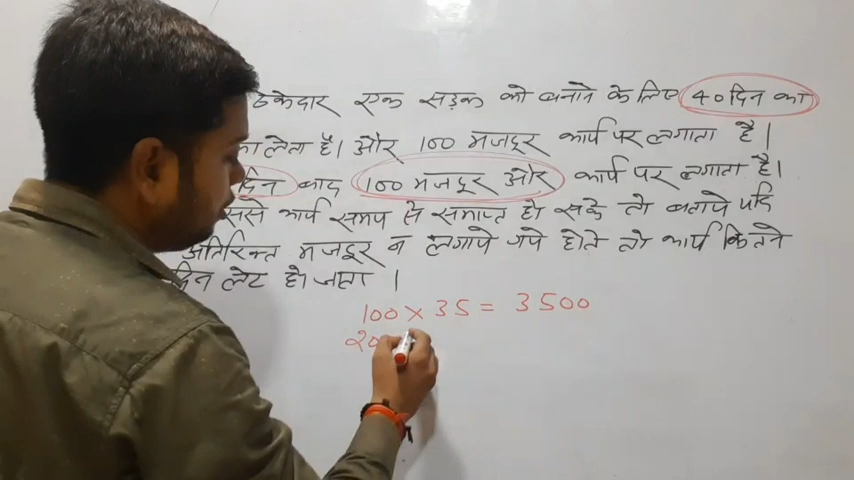 ठेकेदार एक सड़क को बनाने के लिए 40 दिन का
का लेता है। और 100 मजदूर कार्य पर लगाता है।
दिन बाद 100 मजदूर और कार्य पर लगाता है।
ससे कार्य समय से समाप्त हो सके तो बताये यदि
अतिरिक्त मजदूर न लगाये गये होते तो कार्य कितने
दिन लेट हो जाता ।
100 × 35 = 3500
20